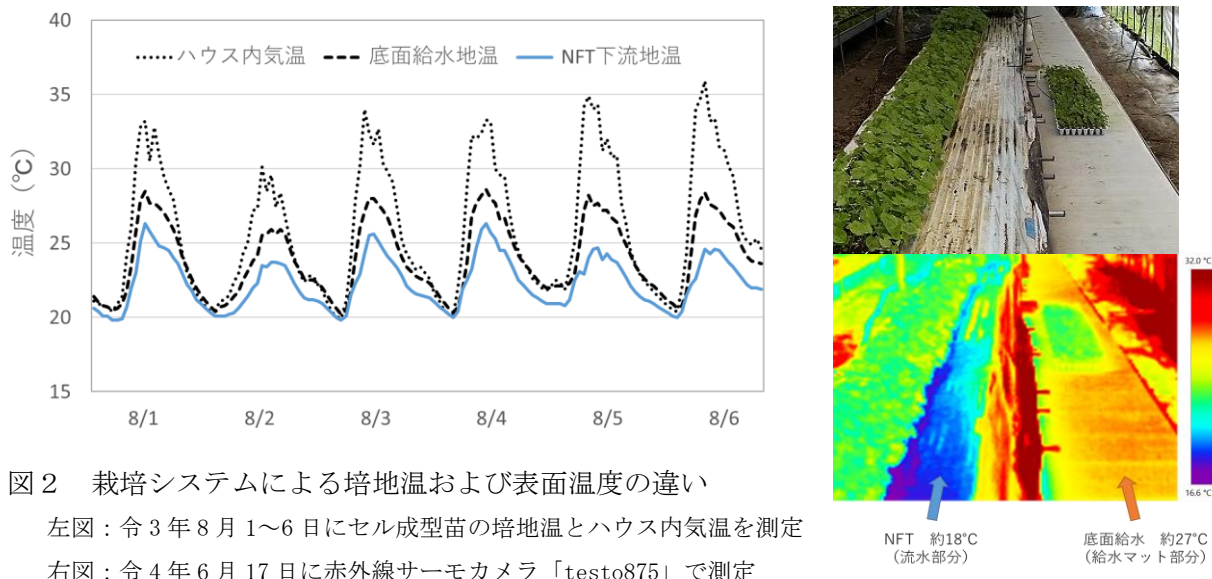 40
35
30
25
20
15
温度（℃）
ハウス内気温 底面給水地温 NFT下流地温
8/1 8/2 8/3 8/4 8/5 8/6
32.0 °C
16.6 °C
NFT 約18℃
（流水部分）
底面給水 約27℃
（給水マット部分）
図２ 栽培システムによる培地温および表面温度の違い
左図：令３年８月１～６日にセル成型苗の培地温とハウス内気温を測定
右図：令４年６月17日に赤外線サーモカメラ「testo875」で測定